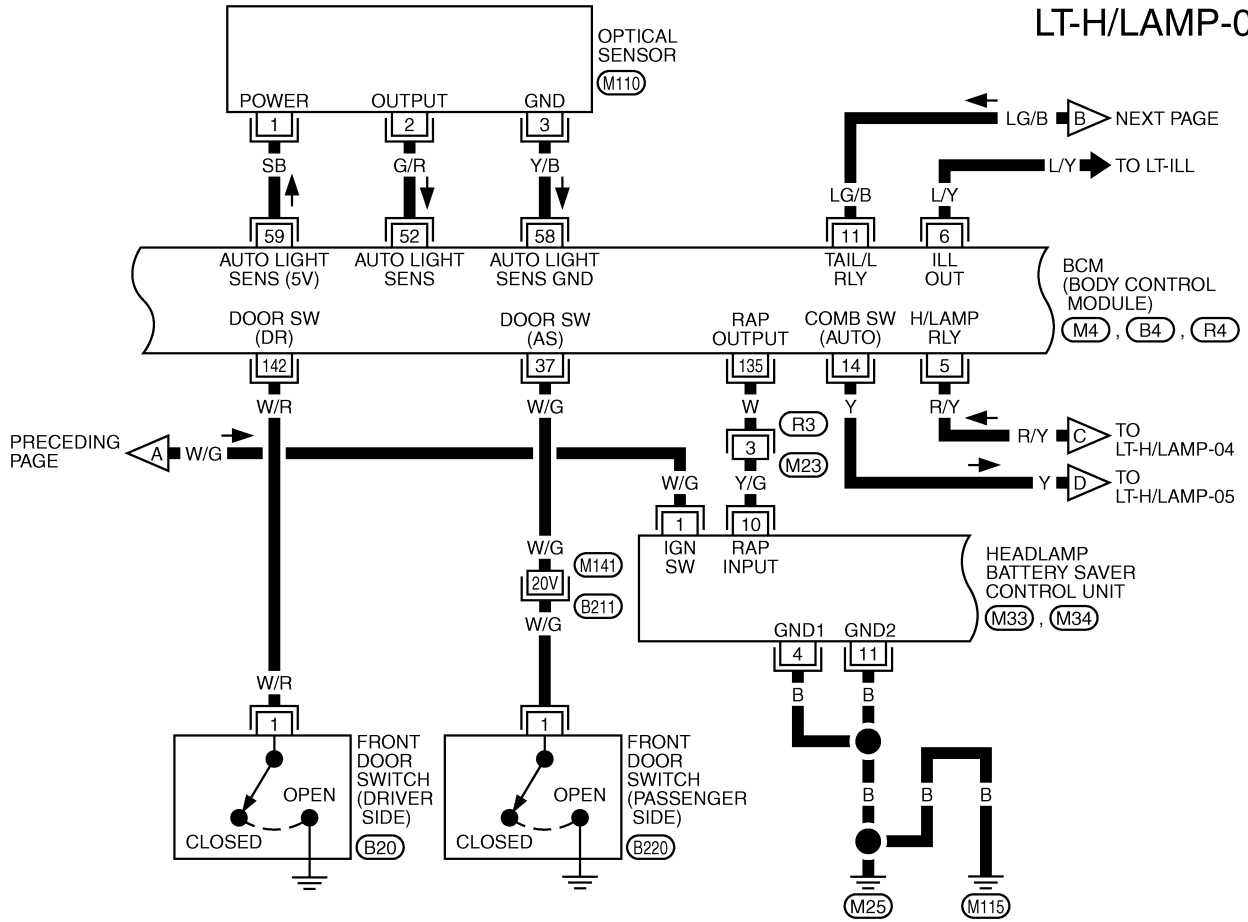 LT-H/LAMP-0
OPTICAL
SENSOR
M110
POWER
OUTPUT
GND
1
2
3
SB
G/R
Y/B
LG/B
B
NEXT PAGE
L/Y
TO LT-ILL
LG/B
L/Y
59
52
58
11
6
AUTO LIGHT
SENS (5V)
AUTO LIGHT
SENS
AUTO LIGHT
SENS GND
TAIL/L
RLY
ILL
OUT
BCM
(BODY CONTROL
MODULE)
M4 , B4 , R4
DOOR SW
(DR)
DOOR SW
(AS)
RAP
OUTPUT
COMB SW
(AUTO)
H/LAMP
RLY
142
37
135
14
5
W/R
W/G
W
Y
R/Y
R3
3
M23
R/Y
C
TO
LT-H/LAMP-04
PRECEDING
PAGE
A
W/G
W/G
Y/G
Y
D
TO
LT-H/LAMP-05
1
10
IGN
SW
RAP
INPUT
HEADLAMP
BATTERY SAVER
CONTROL UNIT
M33 , M34
W/G
M141
20V
B211
W/G
GND1
GND2
4
11
B
B
W/R
1
1
FRONT
DOOR
SWITCH
(DRIVER
SIDE)
B20
OPEN
CLOSED
FRONT
DOOR
SWITCH
(PASSENGER
SIDE)
B220
OPEN
CLOSED
B
B
B
M25
M115